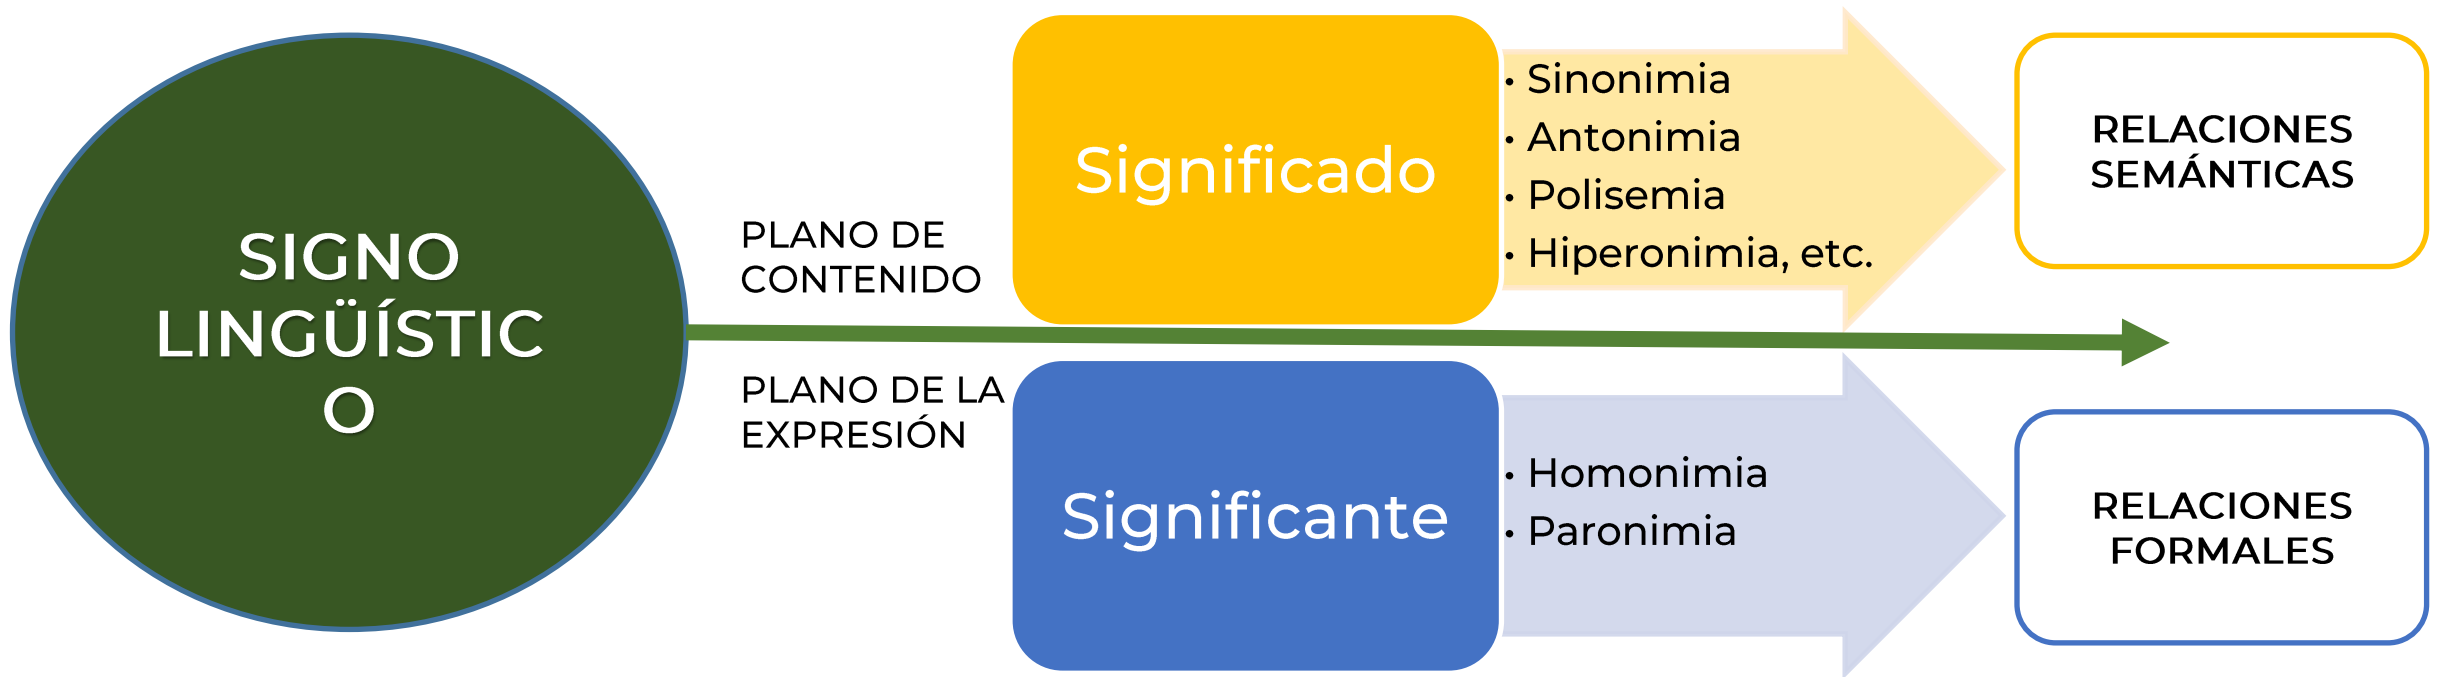 SIGNO
LINGÜÍSTIC
O
PLANO DE
CONTENIDO
Significado
• Sinonimia
• Antonimia
• Polisemia
• Hiperonimia, etc.
RELACIONES
SEMÁNTICAS
PLANO DE LA
EXPRESIÓN
Significante
• Homonimia
• Paronimia
RELACIONES
FORMALES